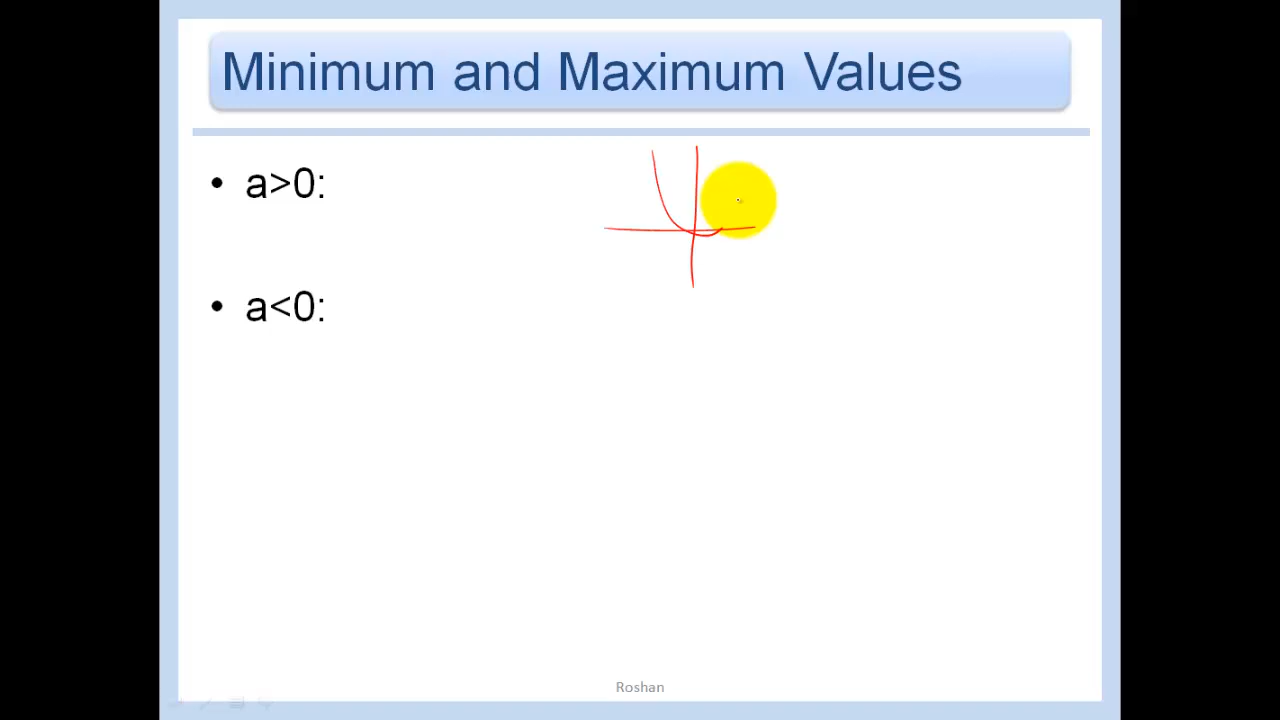 Minimum and Maximum Values
• a>0:
• a<0:
Roshan